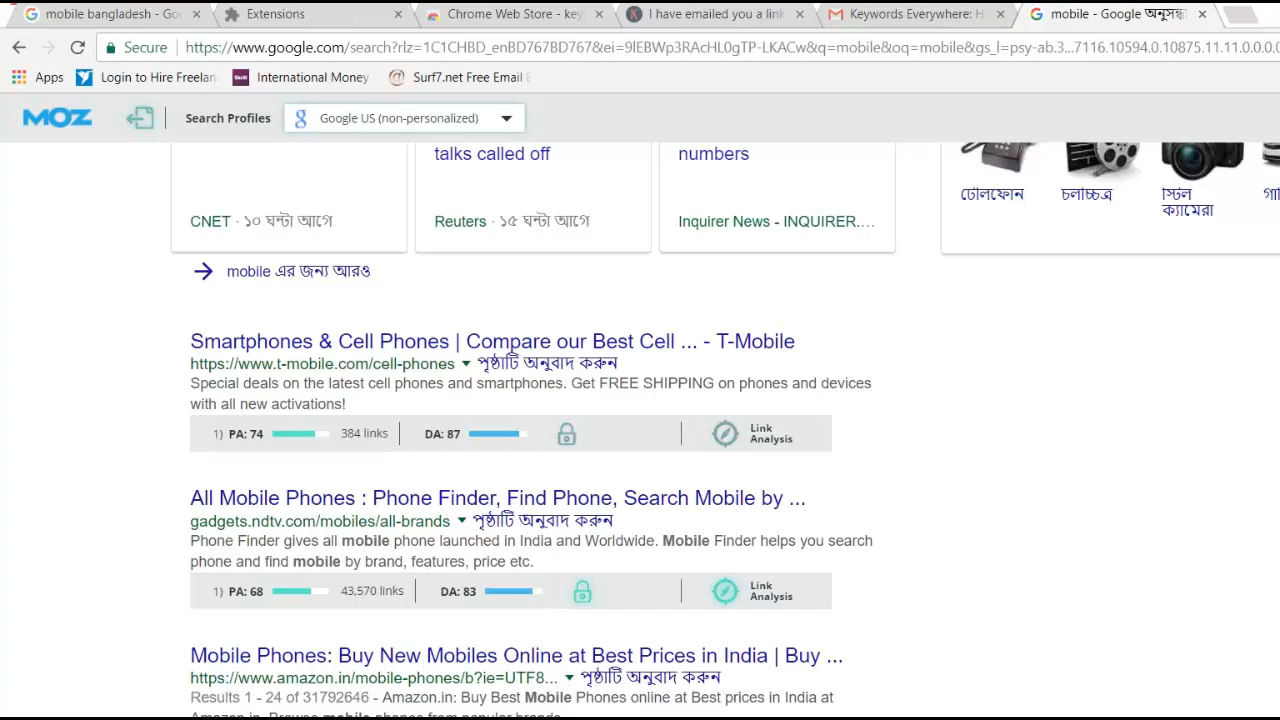 mobile bangladesh - Go
Extensions
Chrome Web Store - key
I have emailed you a lin
Keywords Everywhere: H
mobile - Google অনুসন্ধা
Secure
https://www.google.com/search?rlz=1C1CHBD_enBD767BD767&ei=9lEBWp3RAcHL0gTP-LKACw&q=mobile&oq=mobile&gs_l=psy-ab.3...7116.10594.0.10875.11.11.0.0.0.
Apps
Login to Hire Freelan
International Money
Surf7.net Free Email
MOZ
Search Profiles
Google US (non-personalized)
talks called off
numbers
CNET · ১০ ঘন্টা আগে
Reuters · ১৫ ঘন্টা আগে
Inquirer News - INQUIRER....
টেলিফোন
চলচ্চিত্র
স্টিল
ক্যামেরা
গা
mobile এর জন্য আরও
Smartphones & Cell Phones | Compare our Best Cell ... - T-Mobile
https://www.t-mobile.com/cell-phones ▼ পৃষ্ঠাটি অনুবাদ করুন
Special deals on the latest cell phones and smartphones. Get FREE SHIPPING on phones and devices
with all new activations!
1) PA: 74 384 links DA: 87 Link Analysis
All Mobile Phones : Phone Finder, Find Phone, Search Mobile by ...
gadgets.ndtv.com/mobiles/all-brands ▼ পৃষ্ঠাটি অনুবাদ করুন
Phone Finder gives all mobile phone launched in India and Worldwide. Mobile Finder helps you search
phone and find mobile by brand, features, price etc.
1) PA: 68 43,570 links DA: 83 Link Analysis
Mobile Phones: Buy New Mobiles Online at Best Prices in India | Buy ...
https://www.amazon.in/mobile-phones/b?ie=UTF8... ▼ পৃষ্ঠাটি অনুবাদ করুন
Results 1 - 24 of 31792646 - Amazon.in: Buy Best Mobile Phones online at Best prices in India at
Amazon.in. Browse mobile phones from popular brands